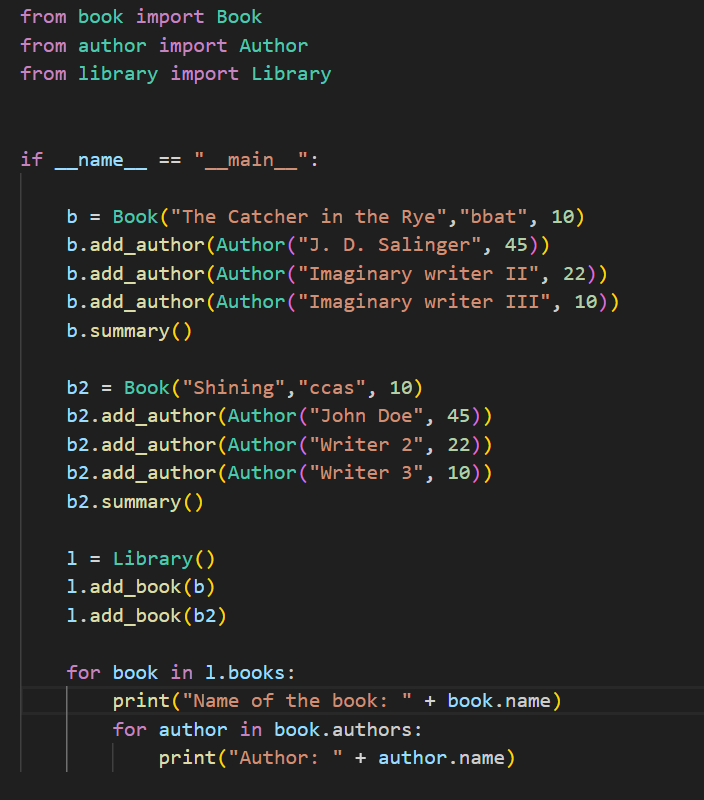 from book import Book
from author import Author
from library import Library
if __name__ == "__main__":
b = Book("The Catcher in the Rye","bbat", 10)
b.add_author(Author("J. D. Salinger", 45))
b.add_author(Author("Imaginary writer II", 22))
b.add_author(Author("Imaginary writer III", 10))
b.summary()
b2 = Book("Shining","ccas", 10)
b2.add_author(Author("John Doe", 45))
b2.add_author(Author("Writer 2", 22))
b2.add_author(Author("Writer 3", 10))
b2.summary()
l = Library()
l.add_book(b)
l.add_book(b2)
for book in l.books:
print("Name of the book: " + book.name)
for author in book.authors:
print("Author: " + author.name)